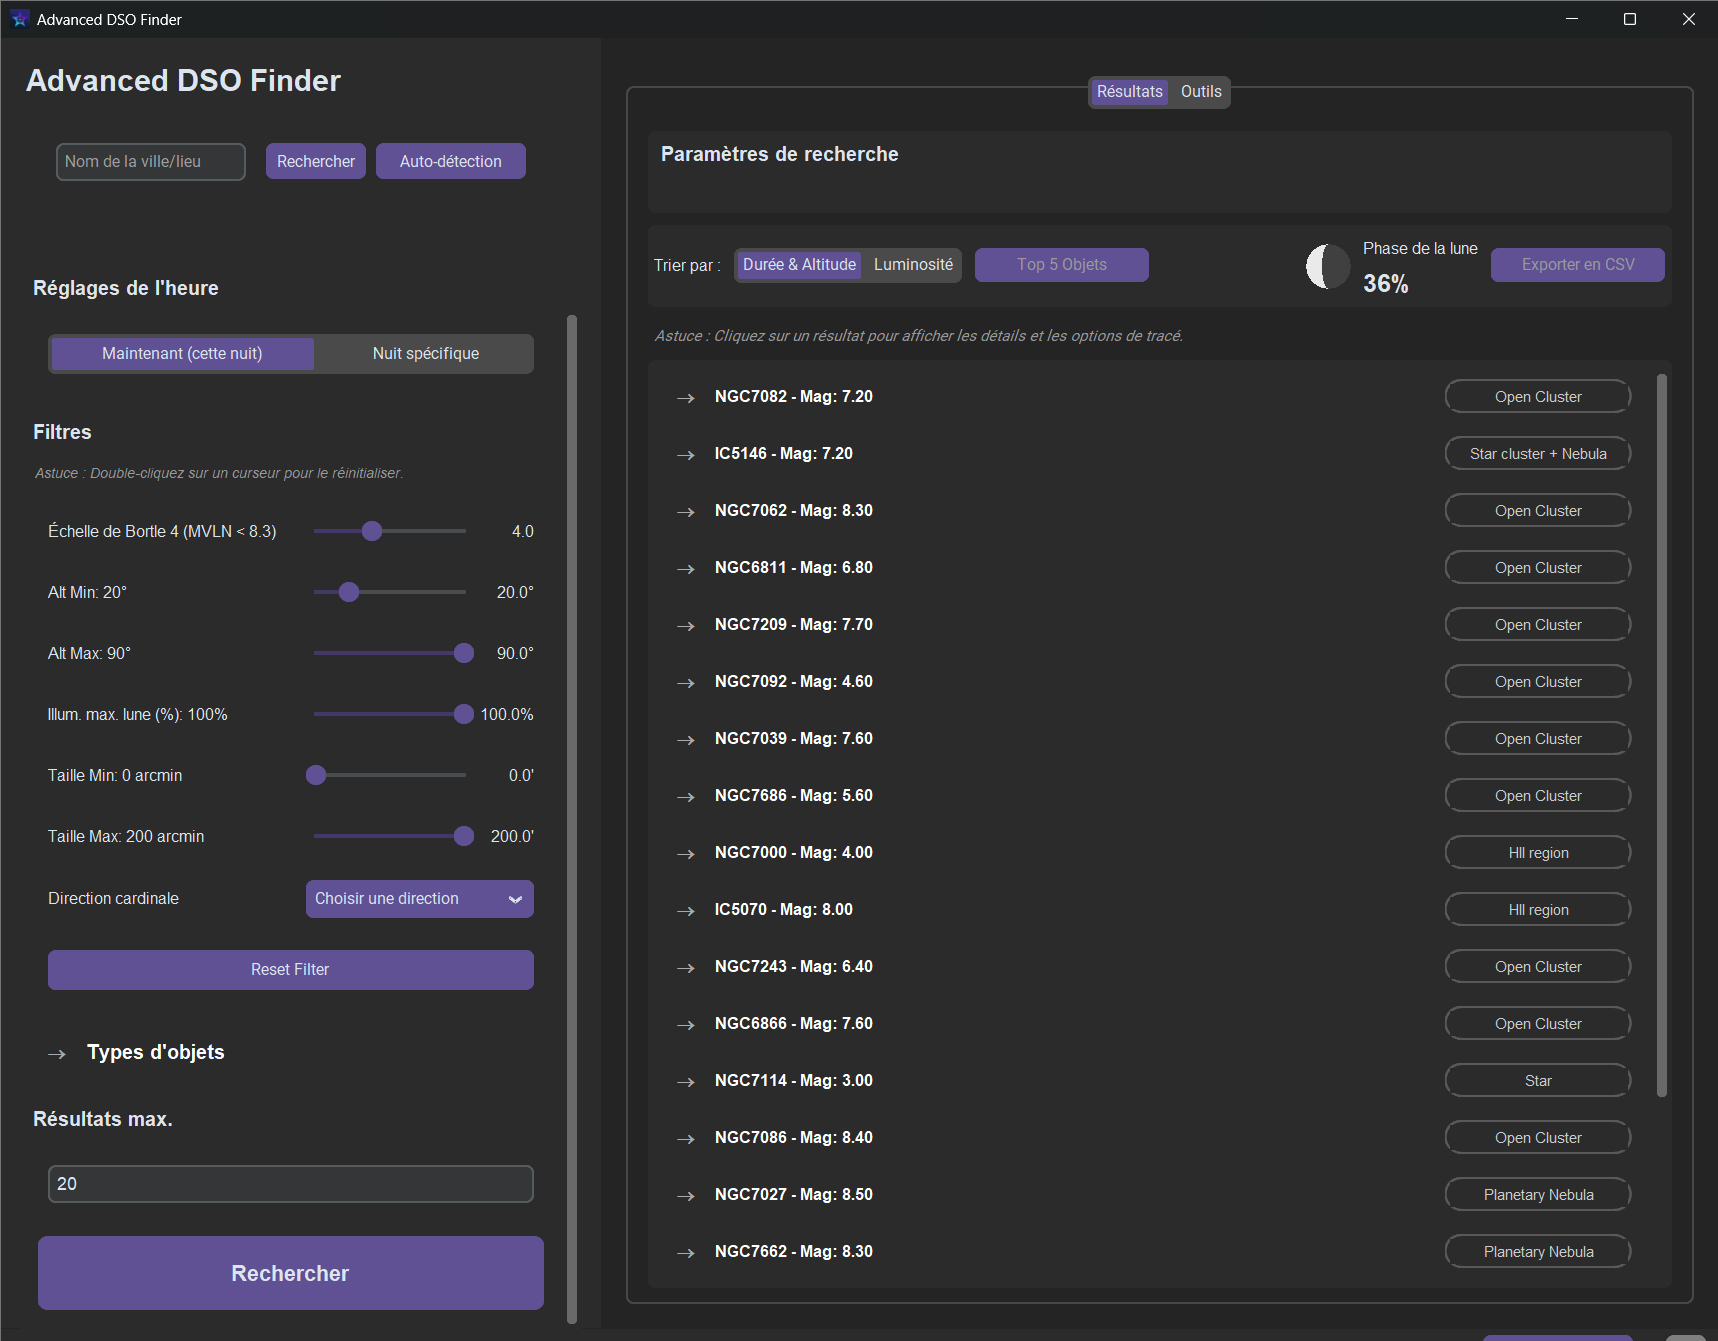 Advanced DSO Finder
Advanced DSO Finder
Nom de la ville/lieu
Rechercher
Auto-détection
Réglages de l'heure
Maintenant (cette nuit)
Nuit spécifique
Filtres
Astuce : Double-cliquez sur un curseur pour le réinitialiser.
Échelle de Bortle 4 (MVLN < 8.3) 4.0
Alt Min: 20° 20.0°
Alt Max: 90° 90.0°
Illum. max. lune (%): 100% 100.0%
Taille Min: 0 arcmin 0.0'
Taille Max: 200 arcmin 200.0'
Direction cardinale Choisir une direction
Reset Filter
→ Types d'objets
Résultats max.
20
Rechercher
Résultats Outils
Paramètres de recherche
Trier par : Durée & Altitude Luminosité Top 5 Objets
Phase de la lune
36%
Exporter en CSV
Astuce : Cliquez sur un résultat pour afficher les détails et les options de tracé.
→ NGC7082 - Mag: 7.20 Open Cluster
→ IC5146 - Mag: 7.20 Star cluster + Nebula
→ NGC7062 - Mag: 8.30 Open Cluster
→ NGC6811 - Mag: 6.80 Open Cluster
→ NGC7209 - Mag: 7.70 Open Cluster
→ NGC7092 - Mag: 4.60 Open Cluster
→ NGC7039 - Mag: 7.60 Open Cluster
→ NGC7686 - Mag: 5.60 Open Cluster
→ NGC7000 - Mag: 4.00 HII region
→ IC5070 - Mag: 8.00 HII region
→ NGC7243 - Mag: 6.40 Open Cluster
→ NGC6866 - Mag: 7.60 Open Cluster
→ NGC7114 - Mag: 3.00 Star
→ NGC7086 - Mag: 8.40 Open Cluster
→ NGC7027 - Mag: 8.50 Planetary Nebula
→ NGC7662 - Mag: 8.30 Planetary Nebula